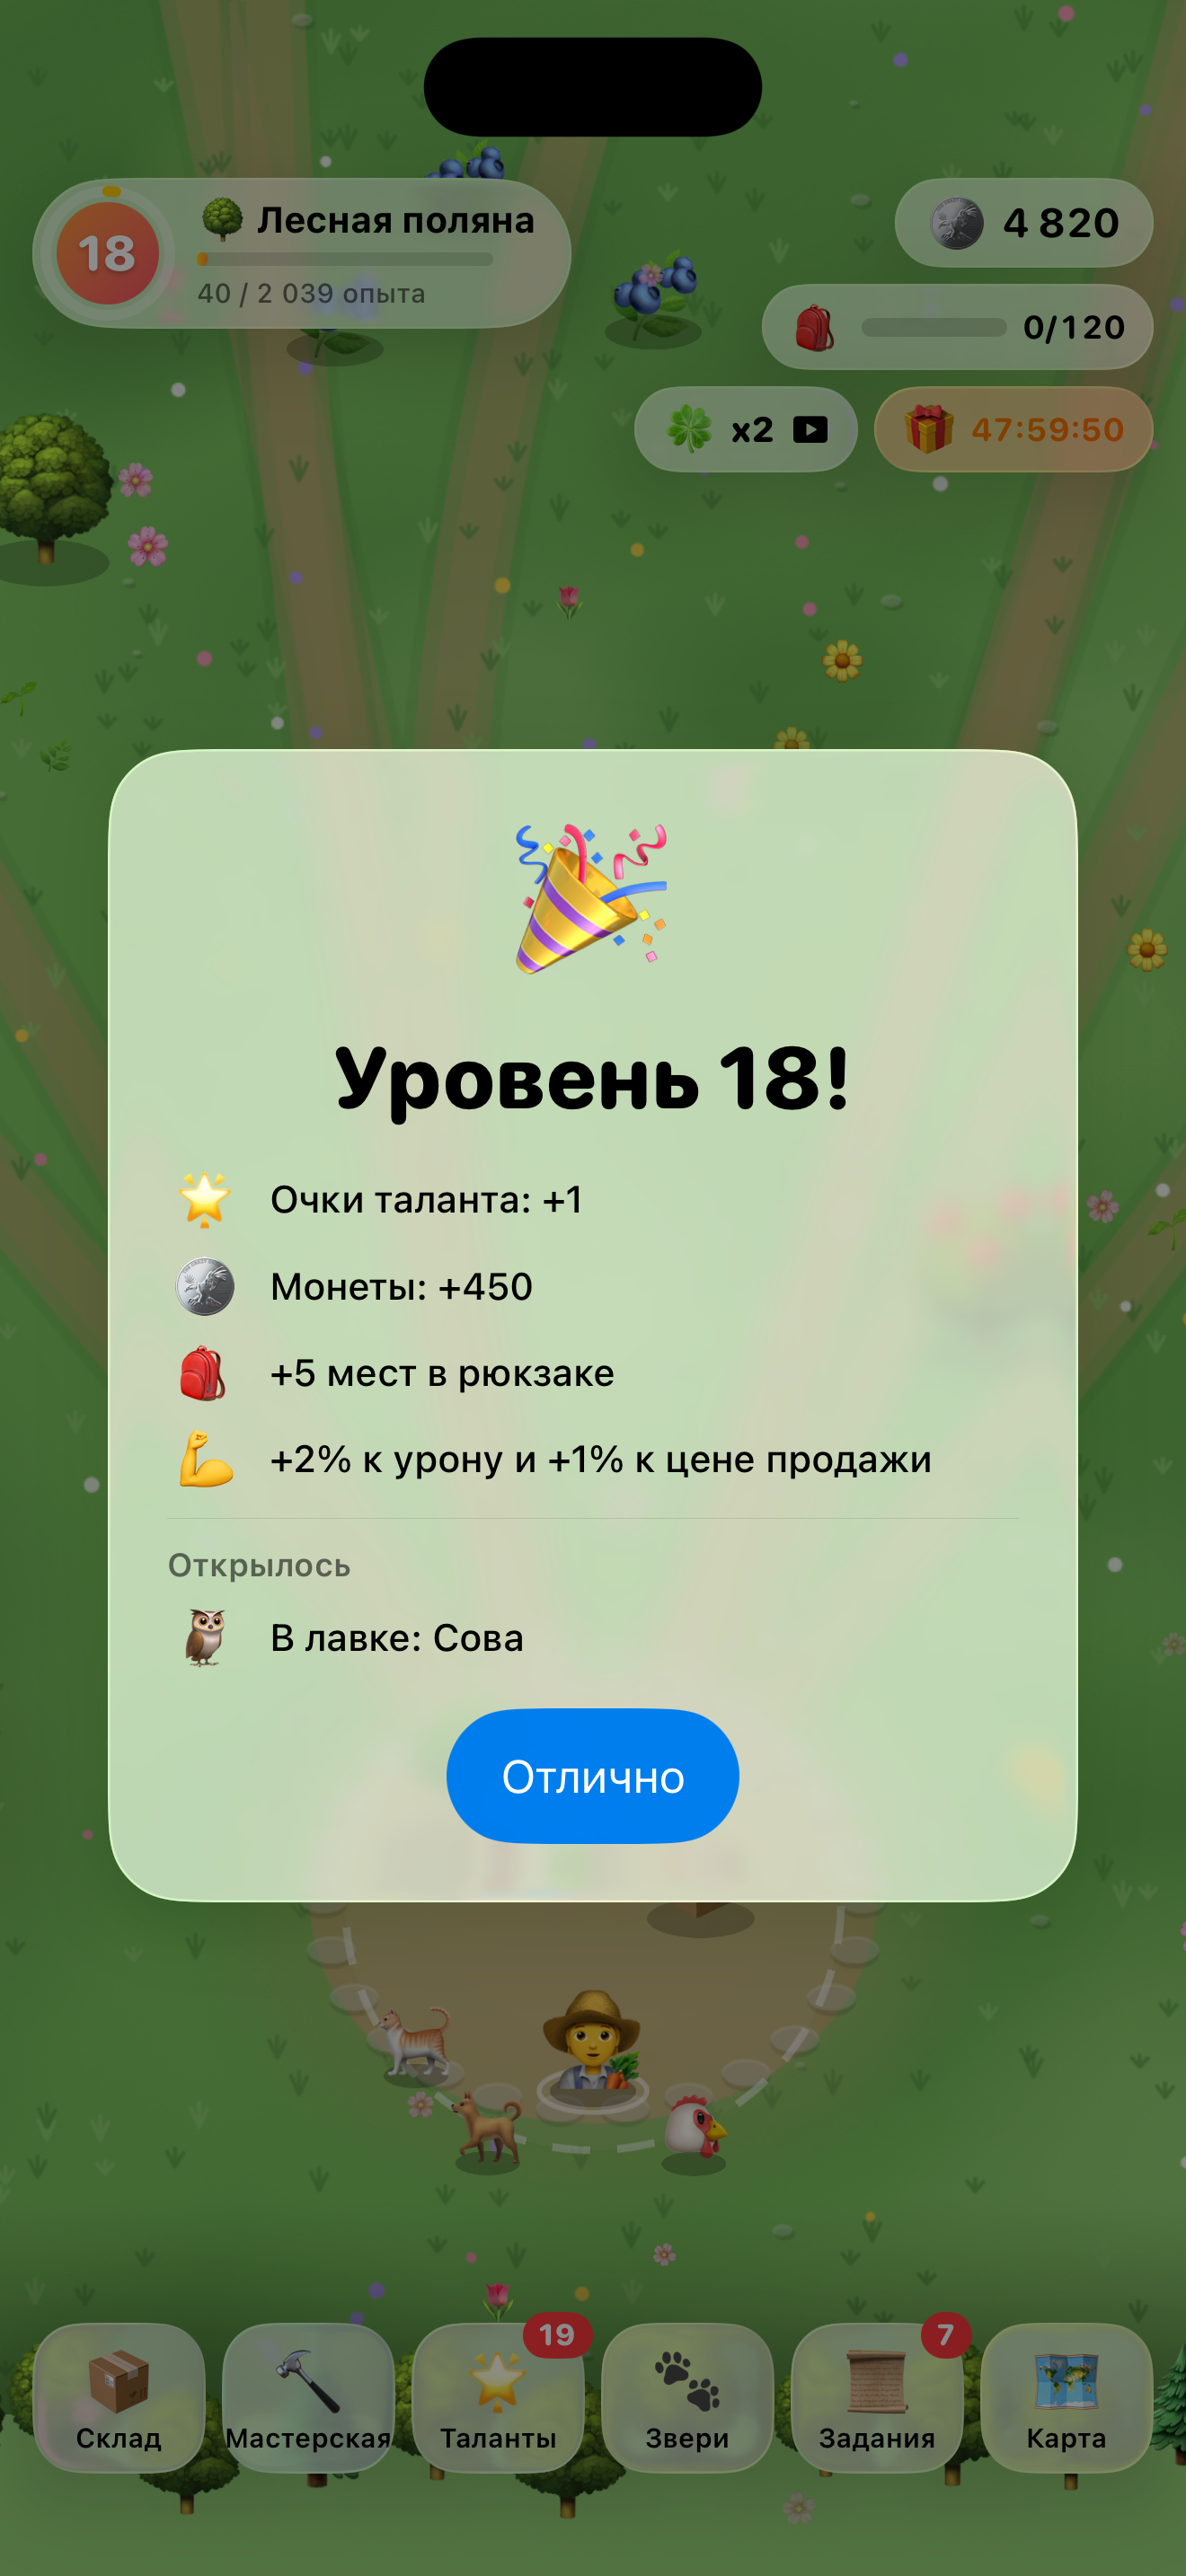 18
Лесная поляна
40 / 2 039 опыта
4 820
0/120
x2
47:59:50
Уровень 18!
Очки таланта: +1
Монеты: +450
+5 мест в рюкзаке
+2% к урону и +1% к цене продажи
Открылось
В лавке: Сова
Отлично
19
7
Склад
Мастерская
Таланты
Звери
Задания
Карта